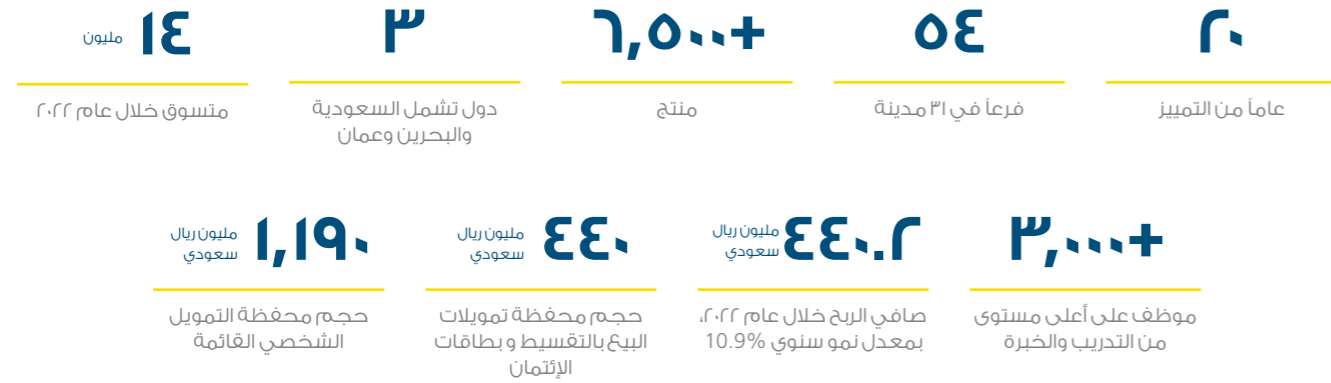 ٢٠
عاماً من التمييز
٥٤
فرعاً في ٣١ مدينة
+٦,٥٠٠
منتج
٣
دول تشمل السعودية
والبحرين وعمان
١٤ مليون
متسوق خلال عام ٢٠٢٢
+٣,٠٠٠
موظف على أعلى مستوى
من التدريب والخبرة
٤٤٠.٢ مليون ريال
سعودي
صافي الربح خلال عام ٢٠٢٢،
بمعدل نمو سنوي 10.9%
٤٤٠ مليون ريال
سعودي
حجم محفظة تمويلات
البيع بالتقسيط و بطاقات
الإئتمان
١,١٩٠ مليون ريال
سعودي
حجم محفظة التمويل
الشخصي القائمة